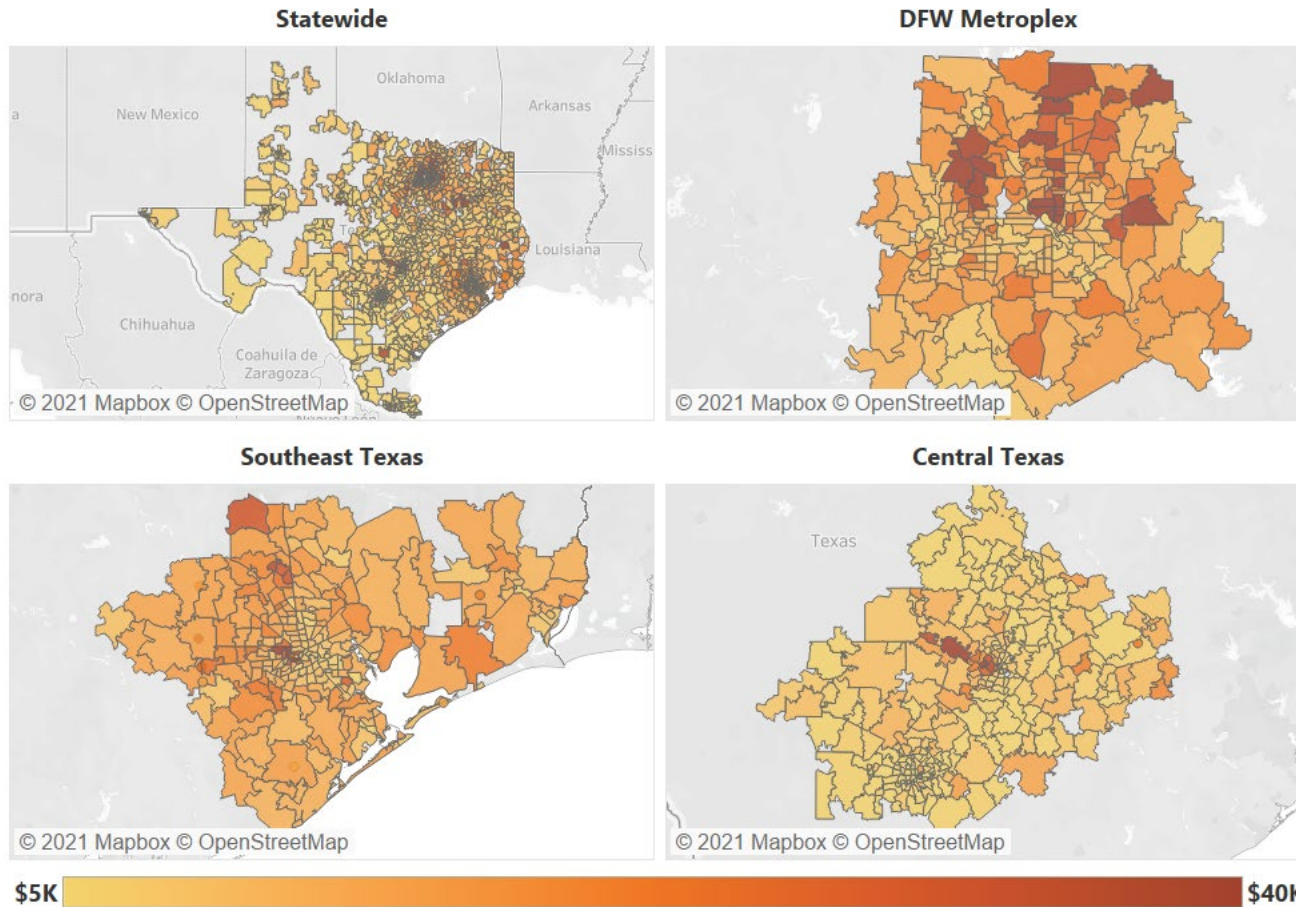 Statewide
DFW Metroplex
Oklahoma
New Mexico
Arkansas
a
Mississ
Te
Louisiana
nora
Chihuahua
Coahuila de
Zaragoza
© 2021 Mapbox © OpenStreetMap
© 2021 Mapbox © OpenStreetMap
Southeast Texas
Central Texas
Texas
© 2021 Mapbox © OpenStreetMap
© 2021 Mapbox © OpenStreetMap
$5K
$40K